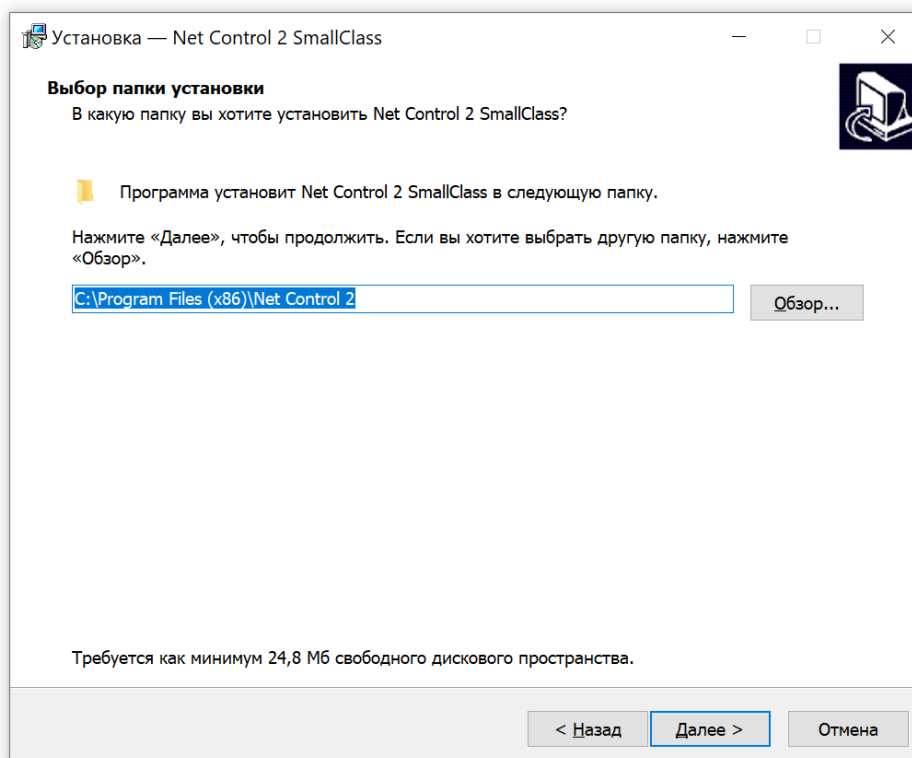 Установка — Net Control 2 SmallClass
Выбор папки установки
В какую папку вы хотите установить Net Control 2 SmallClass?
Программа установит Net Control 2 SmallClass в следующую папку.
Нажмите «Далее», чтобы продолжить. Если вы хотите выбрать другую папку, нажмите
«Обзор».
C:\Program Files (x86)\Net Control 2
Обзор...
Требуется как минимум 24,8 Мб свободного дискового пространства.
< Назад Далее > Отмена